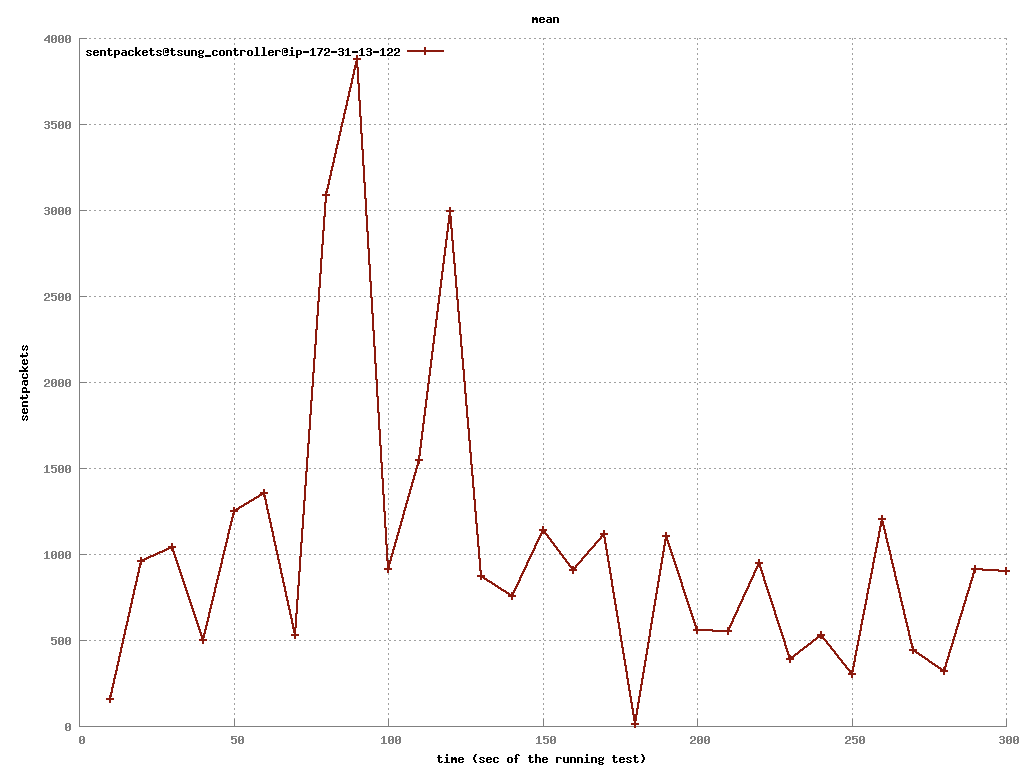 mean
sentpackets@tsung_controller@ip-172-31-13-122
4000
3500
3000
2500
2000
1500
1000
500
0
sentpackets
0 50 100 150 200 250 300
time (sec of the running test)